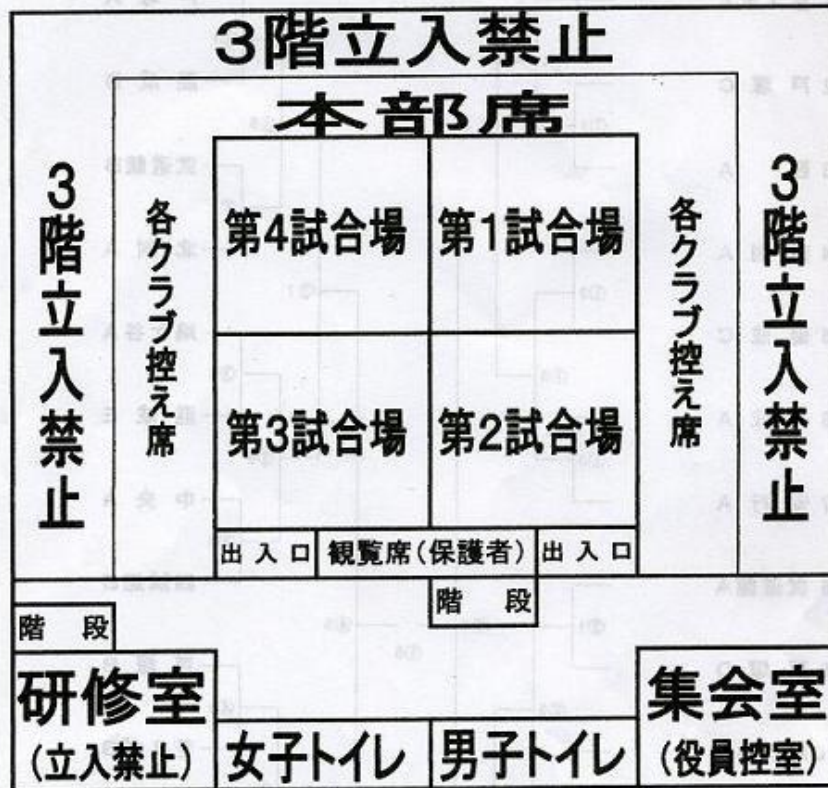 3階立入禁止
本部席
3階立入禁止
各クラブ控え席
第4試合場
第1試合場
各クラブ控え席
3階立入禁止
第3試合場
第2試合場
出入口
観覧席(保護者)
出入口
階 段
階 段
研修室
(立入禁止)
女子トイレ
男子トイレ
集会室
(役員控室)